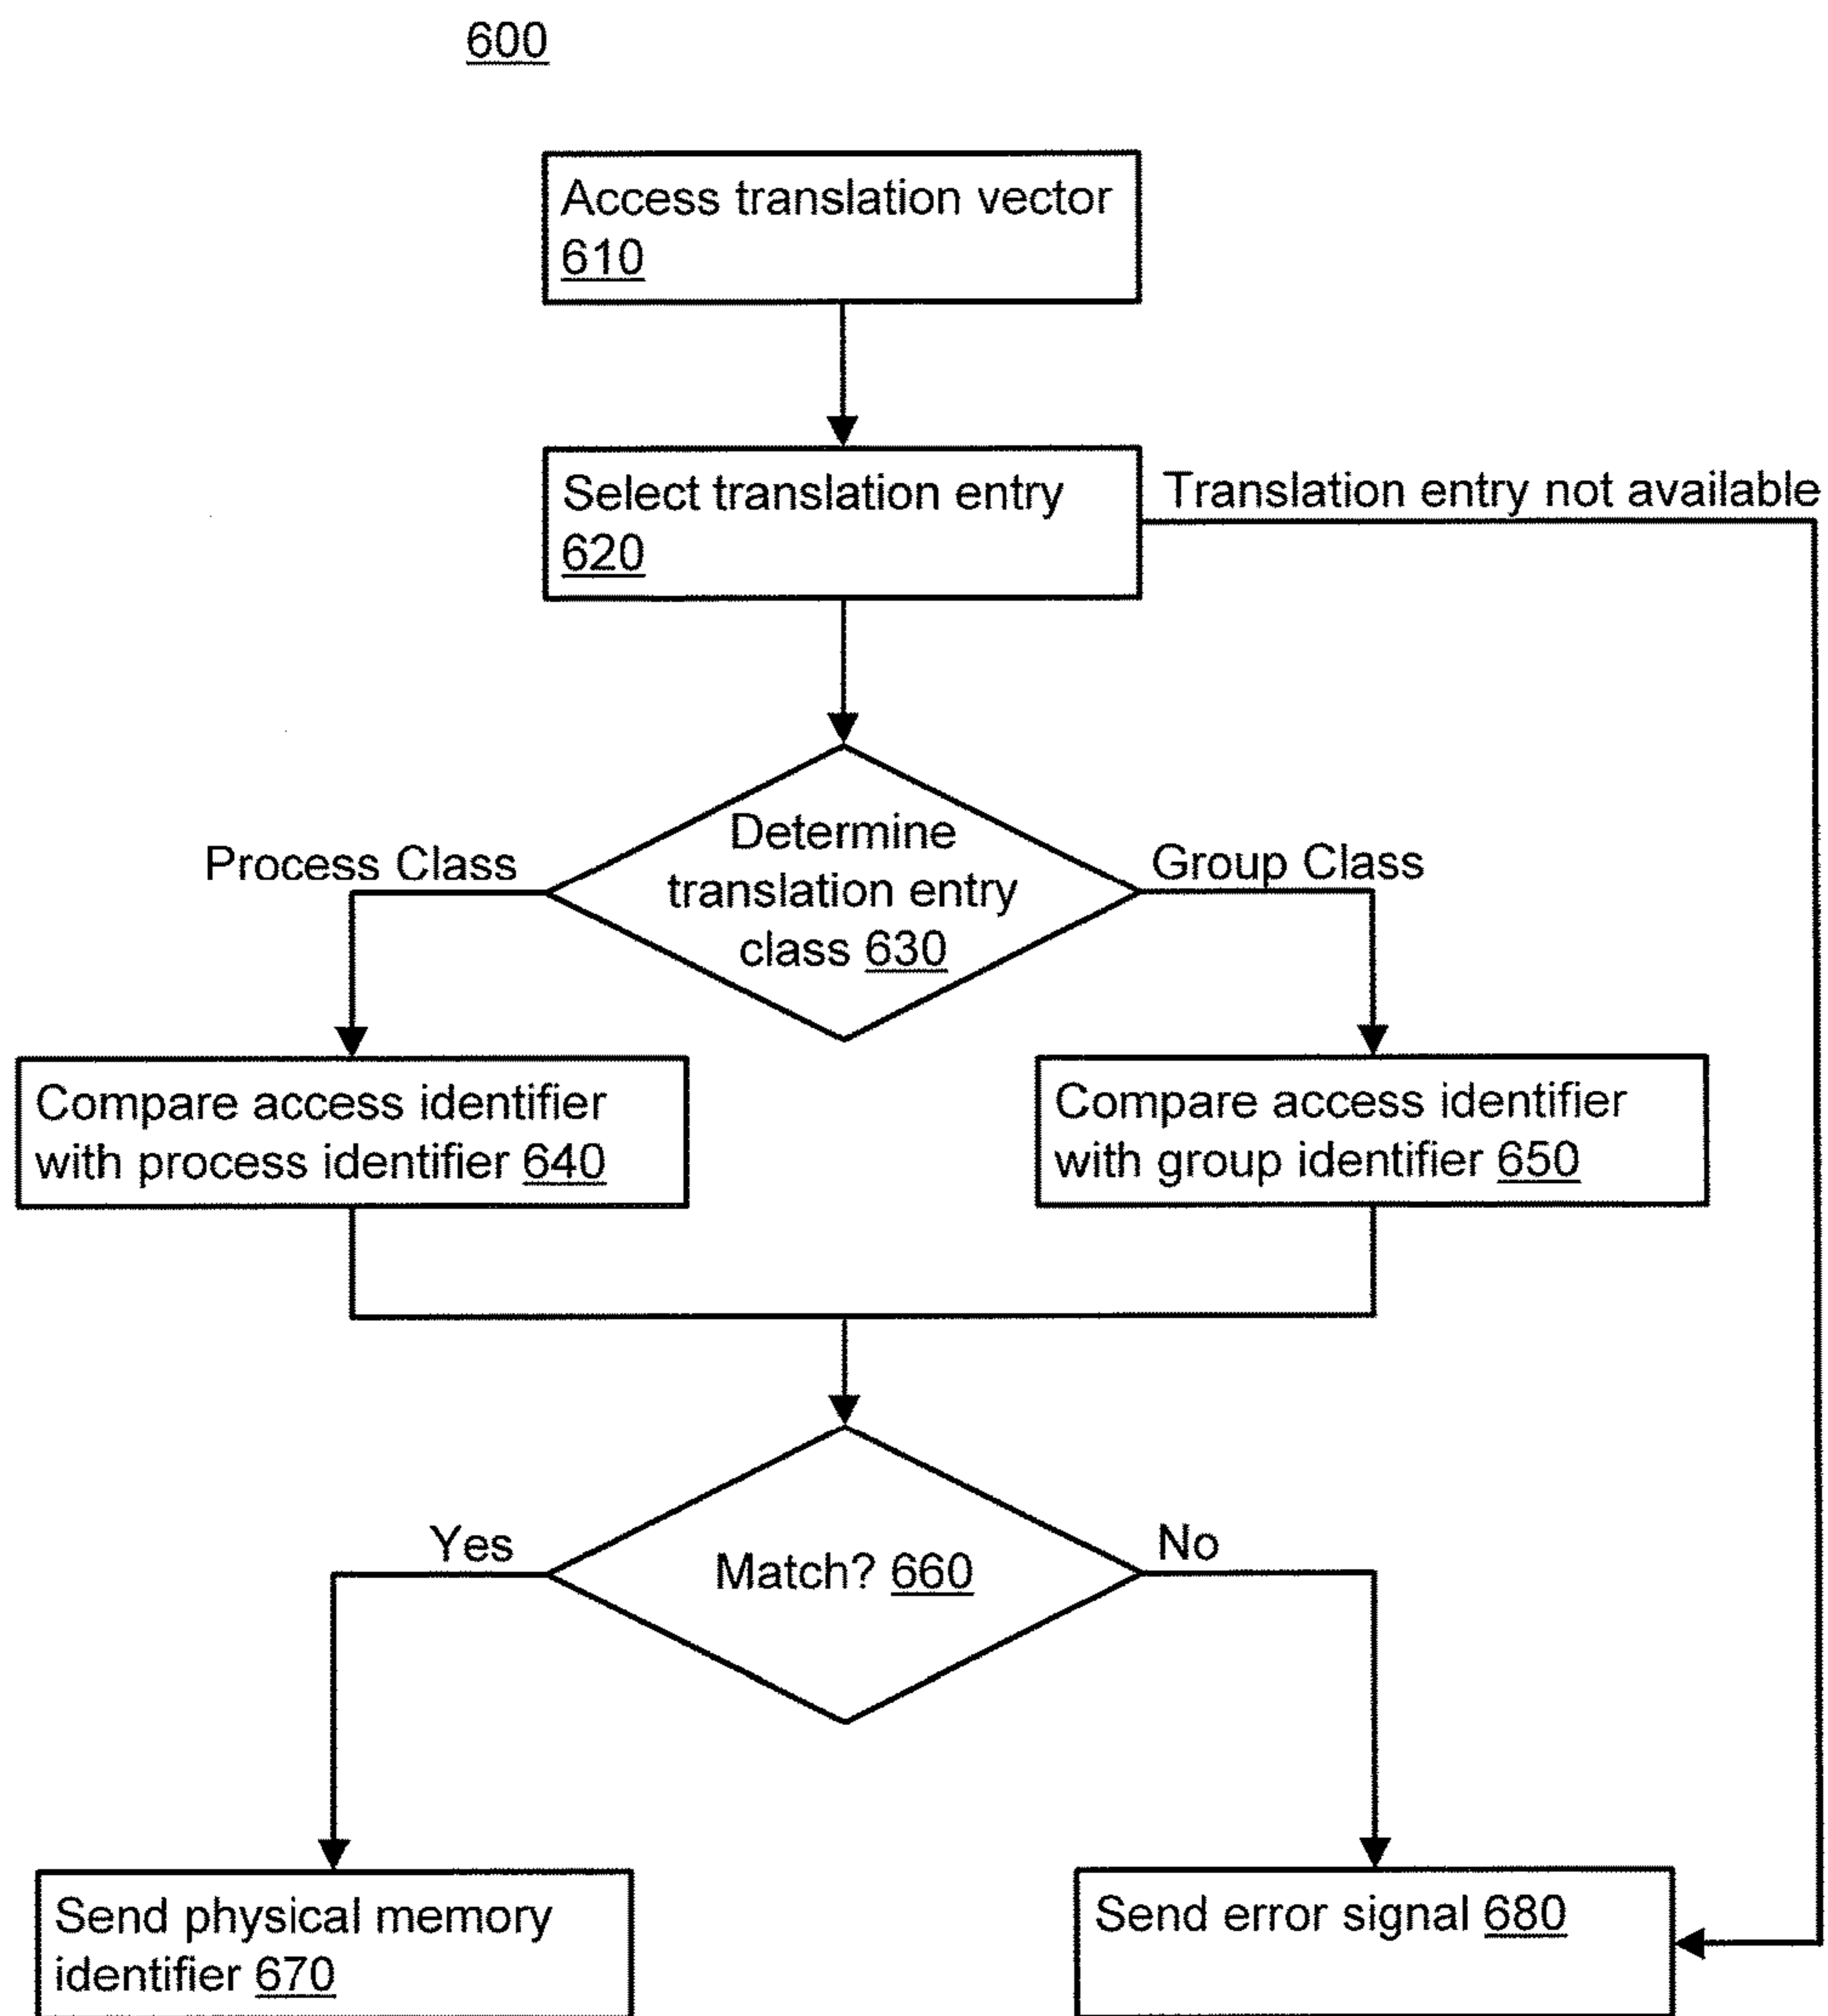 600
Access translation vector
610
Select translation entry
620
Translation entry not available
Determine
translation entry
class 630
Process Class
Group Class
Compare access identifier
with process identifier 640
Compare access identifier
with group identifier 650
Match? 660
Yes
No
Send physical memory
identifier 670
Send error signal 680